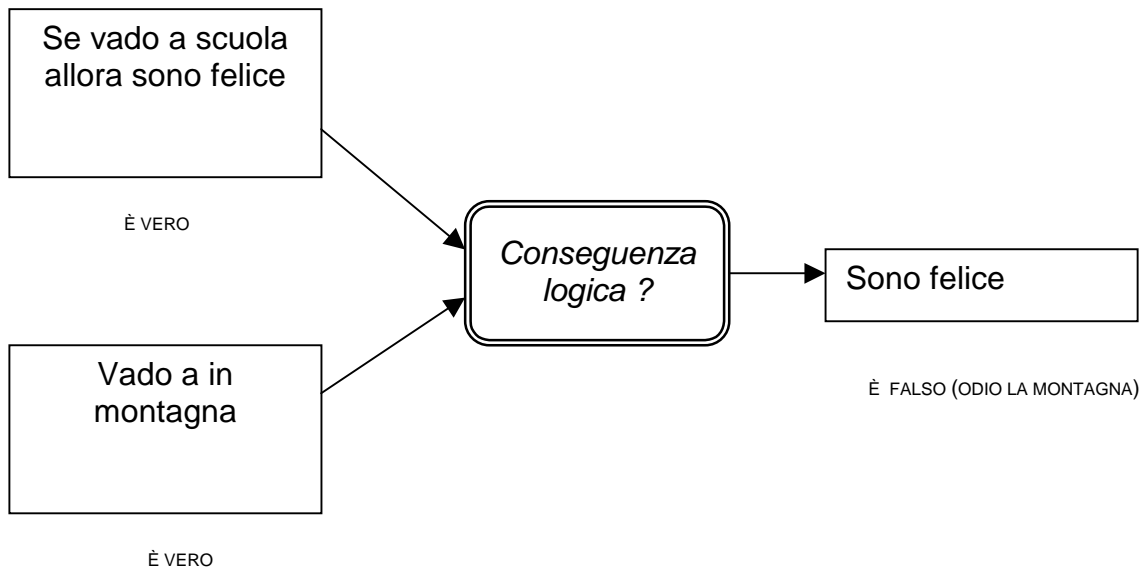 Se vado a scuola
allora sono felice
È VERO
Conseguenza
logica ?
Sono felice
È FALSO (ODIO LA MONTAGNA)
Vado a in
montagna
È VERO